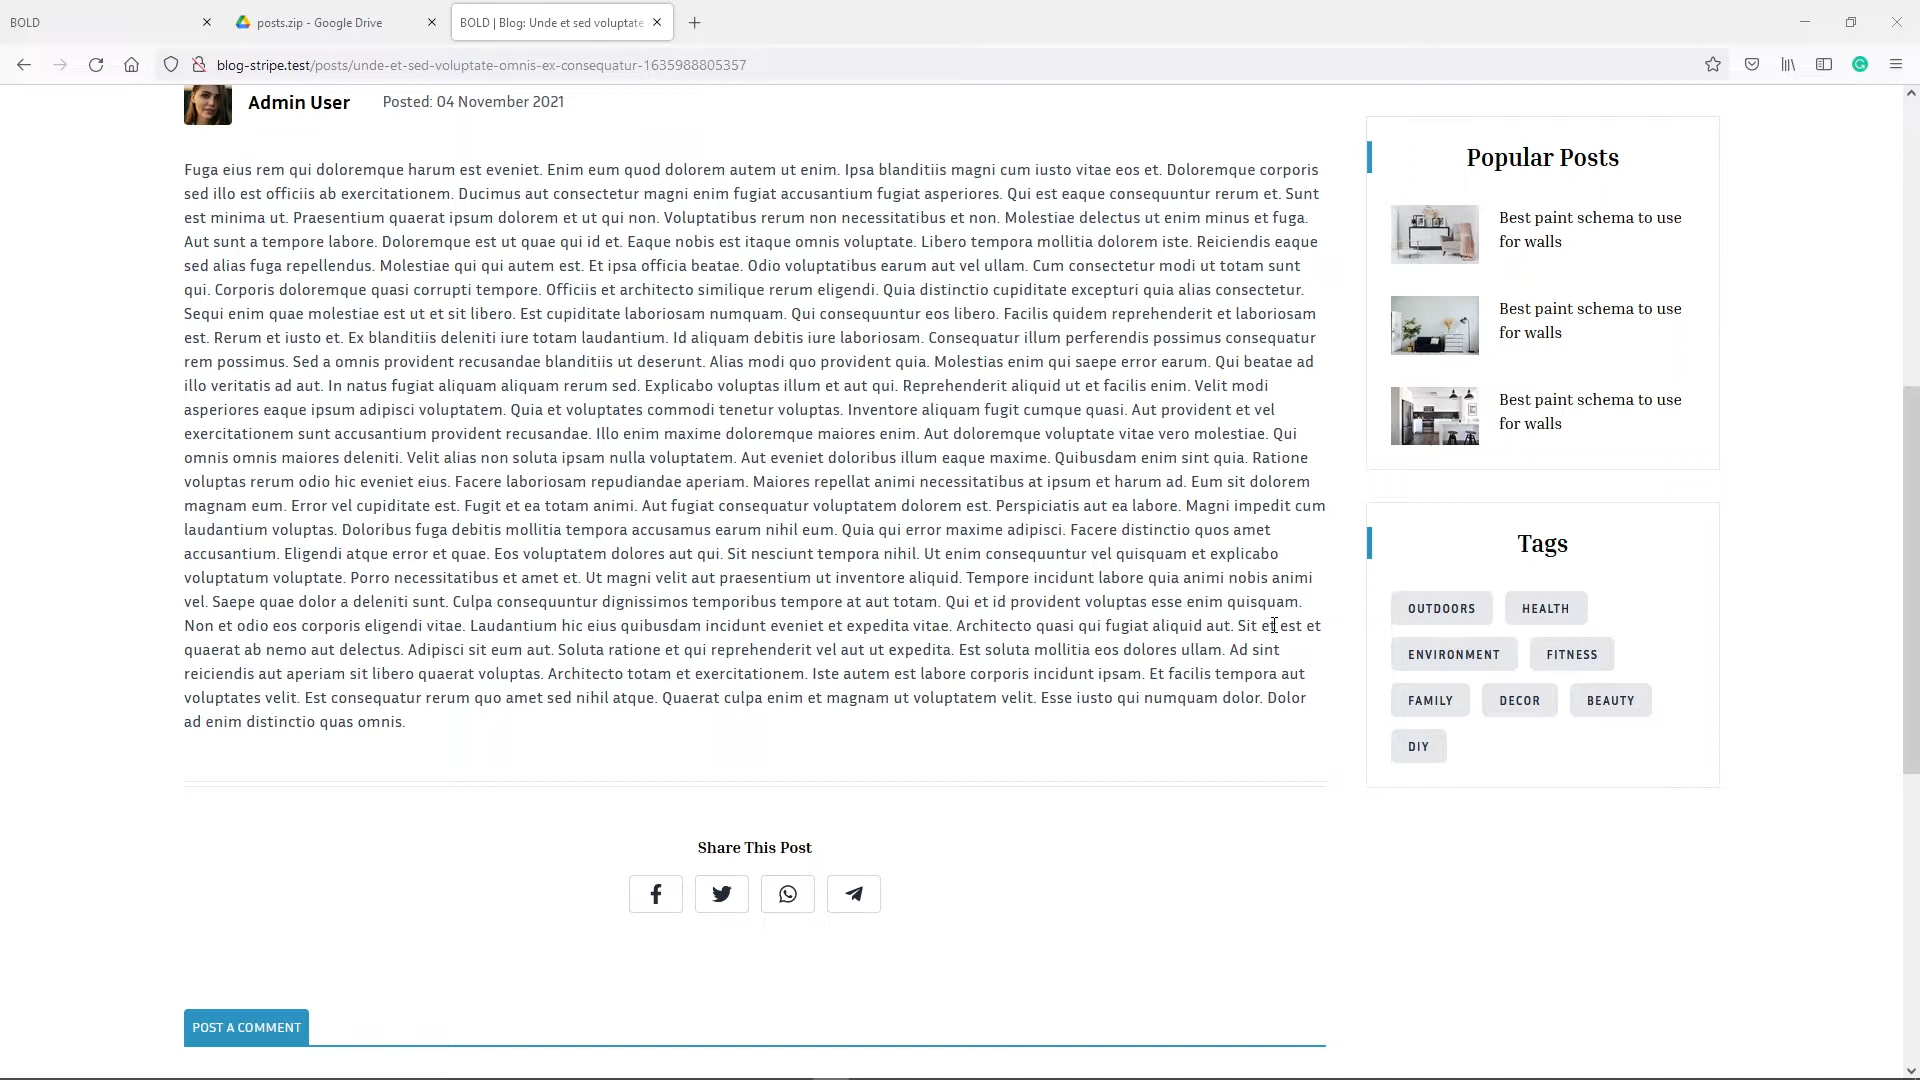 BOLD
posts.zip - Google Drive
BOLD | Blog: Unde et sed voluptate
blog-stripe.test/posts/unde-et-sed-voluptate-omnis-ex-consequatur-1635988805357
Admin User
Posted: 04 November 2021
Fuga eius rem qui doloremque harum est eveniet. Enim eum quod dolorem autem ut enim. Ipsa blanditiis magni cum iusto vitae eos et. Doloremque corporis
sed illo est officiis ab exercitationem. Ducimus aut consectetur magni enim fugiat accusantium fugiat asperiores. Qui est eaque consequuntur rerum et. Sunt
est minima ut. Praesentium quaerat ipsum dolorem et ut qui non. Voluptatibus rerum non necessitatibus et non. Molestiae delectus ut enim minus et fuga.
Aut sunt a tempore labore. Doloremque est ut quae qui id et. Eaque nobis est itaque omnis voluptate. Libero tempora mollitia dolorem iste. Reiciendis eaque
sed alias fuga repellendus. Molestiae qui qui autem est. Et ipsa officia beatae. Odio voluptatibus earum aut vel ullam. Cum consectetur modi ut totam sunt
qui. Corporis doloremque quasi corrupti tempore. Officiis et architecto similique rerum eligendi. Quia distinctio cupiditate excepturi quia alias consectetur.
Sequi enim quae molestiae est ut et sit libero. Est cupiditate laboriosam numquam. Qui consequuntur eos libero. Facilis quidem reprehenderit et laboriosam
est. Rerum et iusto et. Ex blanditiis deleniti iure totam laudantium. Id aliquam debitis iure laboriosam. Consequatur illum perferendis possimus consequatur
rem possimus. Sed a omnis provident recusandae blanditiis ut deserunt. Alias modi quo provident quia. Molestias enim qui saepe error earum. Qui beatae ad
illo veritatis ad aut. In natus fugiat aliquam aliquam rerum sed. Explicabo voluptas illum et aut qui. Reprehenderit aliquid ut et facilis enim. Velit modi
asperiores eaque ipsum adipisci voluptatem. Quia et voluptates commodi tenetur voluptas. Inventore aliquam fugit cumque quasi. Aut provident et vel
exercitationem sunt accusantium provident recusandae. Illo enim maxime doloremque maiores enim. Aut doloremque voluptate vitae vero molestiae. Qui
omnis omnis maiores deleniti. Velit alias non soluta ipsam nulla voluptatem. Aut eveniet doloribus illum eaque maxime. Quibusdam enim sint quia. Ratione
voluptas rerum odio hic eveniet eius. Facere laboriosam repudiandae aperiam. Maiores repellat animi necessitatibus at ipsum et harum ad. Eum sit dolorem
magnam eum. Error vel cupiditate est. Fugit et ea totam animi. Aut fugiat consequatur voluptatem dolorem est. Perspiciatis aut ea labore. Magni impedit cum
laudantium voluptas. Doloribus fuga debitis mollitia tempora accusamus earum nihil eum. Quia qui error maxime adipisci. Facere distinctio quos amet
accusantium. Eligendi atque error et quae. Eos voluptatem dolores aut qui. Sit nesciunt tempora nihil. Ut enim consequuntur vel quisquam et explicabo
voluptatum voluptate. Porro necessitatibus et amet et. Ut magni velit aut praesentium ut inventore aliquid. Tempore incidunt labore quia animi nobis animi
vel. Saepe quae dolor a deleniti sunt. Culpa consequuntur dignissimos temporibus tempore at aut totam. Qui et id provident voluptas esse enim quisquam.
Non et odio eos corporis eligendi vitae. Laudantium hic eius quibusdam incidunt eveniet et expedita vitae. Architecto quasi qui fugiat aliquid aut. Sit et est et
quaerat ab nemo aut delectus. Adipisci sit eum aut. Soluta ratione et qui reprehenderit vel aut ut expedita. Est soluta mollitia eos dolores ullam. Ad sint
reiciendis aut aperiam sit libero quaerat voluptas. Architecto totam et exercitationem. Iste autem est labore corporis incidunt ipsam. Et facilis tempora aut
voluptates velit. Est consequatur rerum quo amet sed nihil atque. Quaerat culpa enim et magnam ut voluptatem velit. Esse iusto qui numquam dolor. Dolor
ad enim distinctio quas omnis.
Share This Post
POST A COMMENT
Popular Posts
Best paint schema to use
for walls
Best paint schema to use
for walls
Best paint schema to use
for walls
Tags
OUTDOORS
HEALTH
ENVIRONMENT
FITNESS
FAMILY
DECOR
BEAUTY
DIY